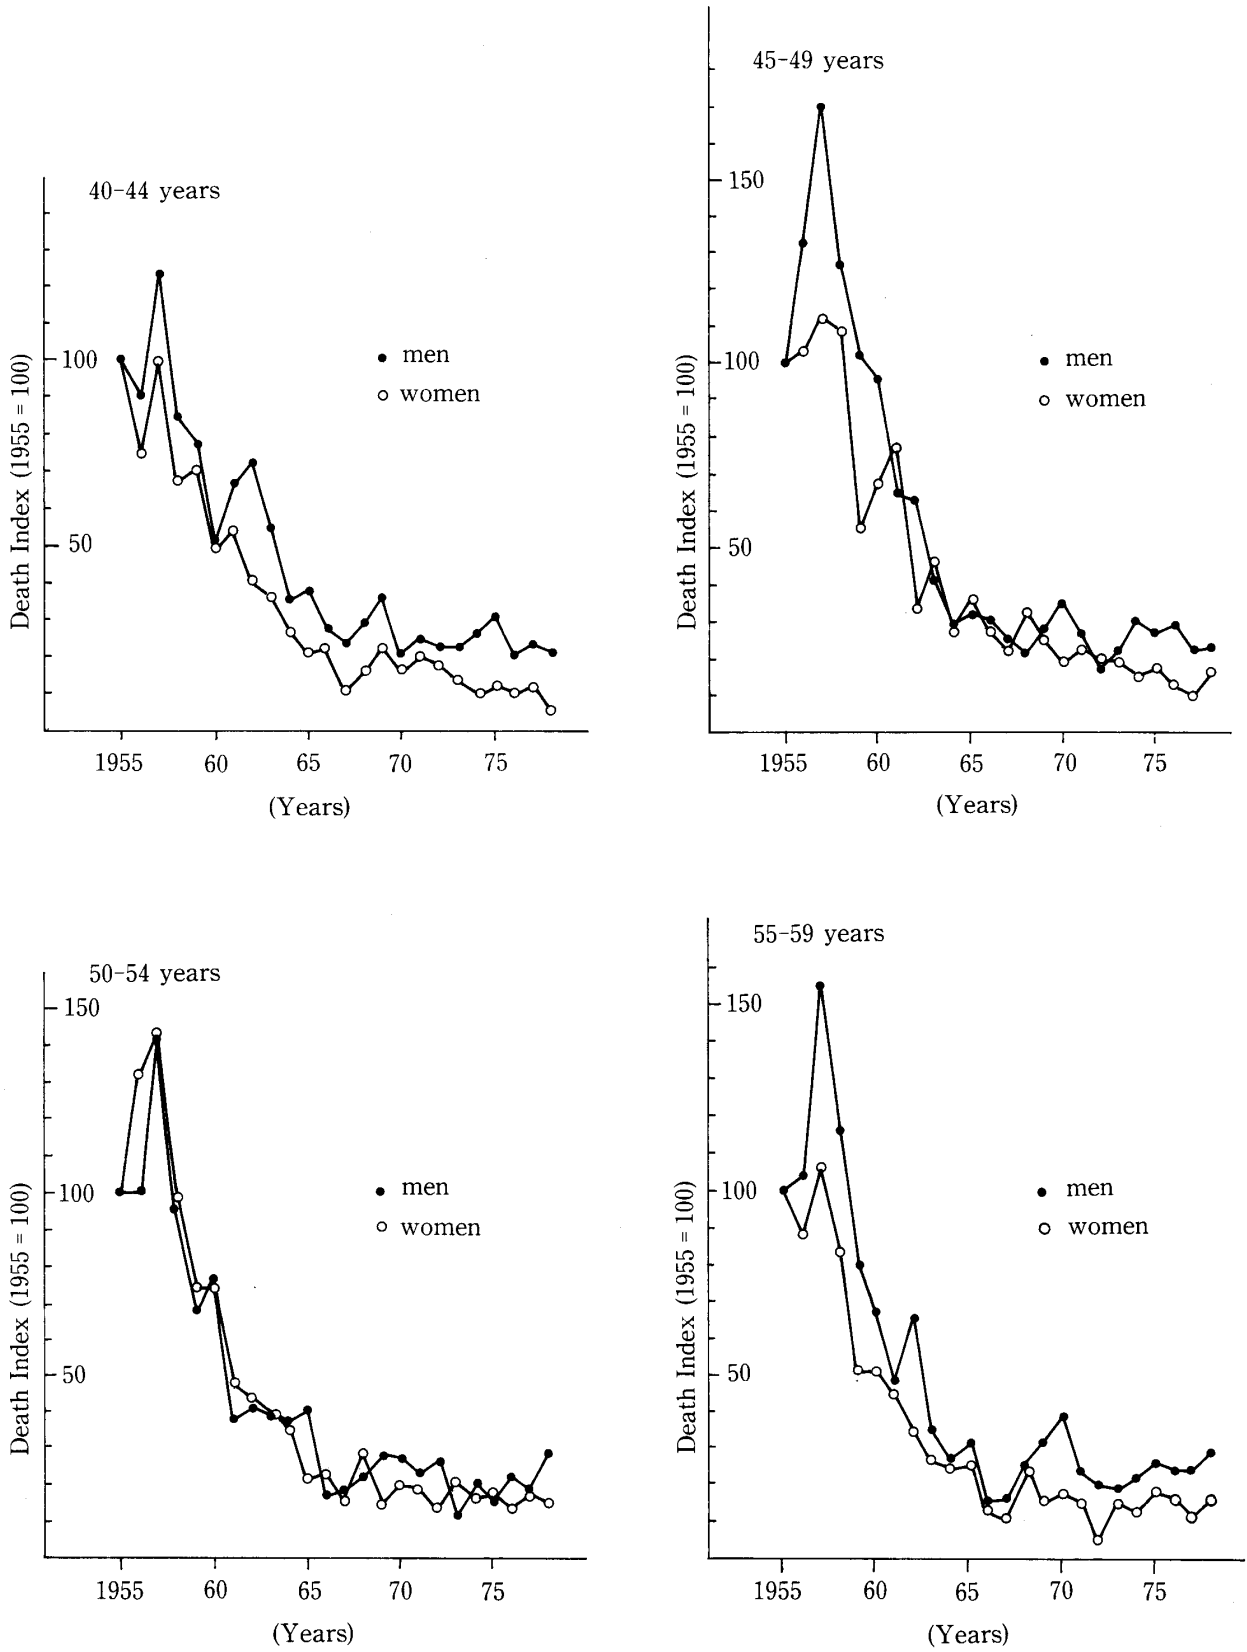 40-44 years
100
50
Death Index (1955 = 100)
men
women
1955 60 65 70 75
(Years)
45-49 years
150
100
50
Death Index (1955 = 100)
men
women
1955 60 65 70 75
(Years)
50-54 years
150
100
50
Death Index (1955 = 100)
men
women
1955 60 65 70 75
(Years)
55-59 years
150
100
50
Death Index (1955 = 100)
men
women
1955 60 65 70 75
(Years)